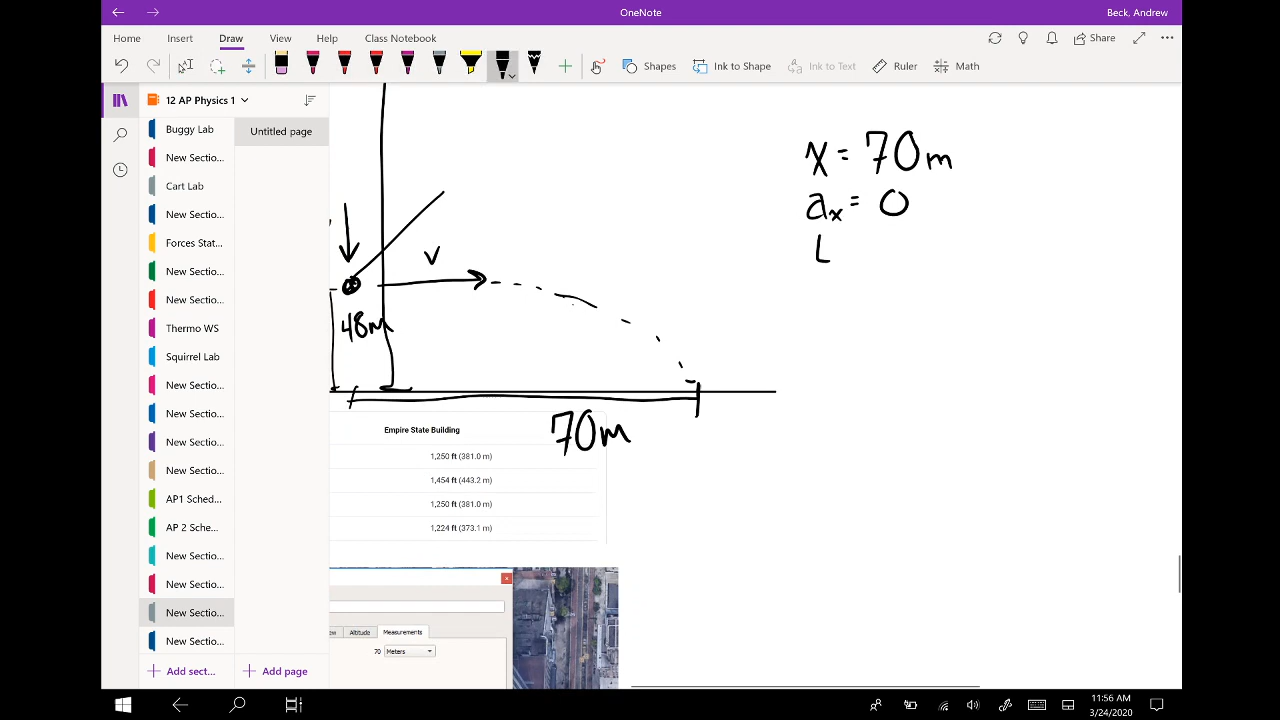 OneNote
Beck, Andrew
Home Insert Draw View Help Class Notebook
Share
Shapes Ink to Shape Ink to Text Ruler Math
12 AP Physics 1
Untitled page
Buggy Lab
New Sectio...
Cart Lab
New Sectio...
Forces Stat...
New Sectio...
New Sectio...
Thermo WS
Squirrel Lab
New Sectio...
New Sectio...
New Sectio...
New Sectio...
AP1 Sched...
AP 2 Sche...
New Sectio...
New Sectio...
New Sectio...
New Sectio...
Add sect...
Add page
x = 70m
ax = 0
v
48m
70m
Empire State Building
1,250 ft (381.0 m)
1,454 ft (443.2 m)
1,250 ft (381.0 m)
1,224 ft (373.1 m)
Altitude Measurements
70 Meters
11:56 AM
3/24/2020